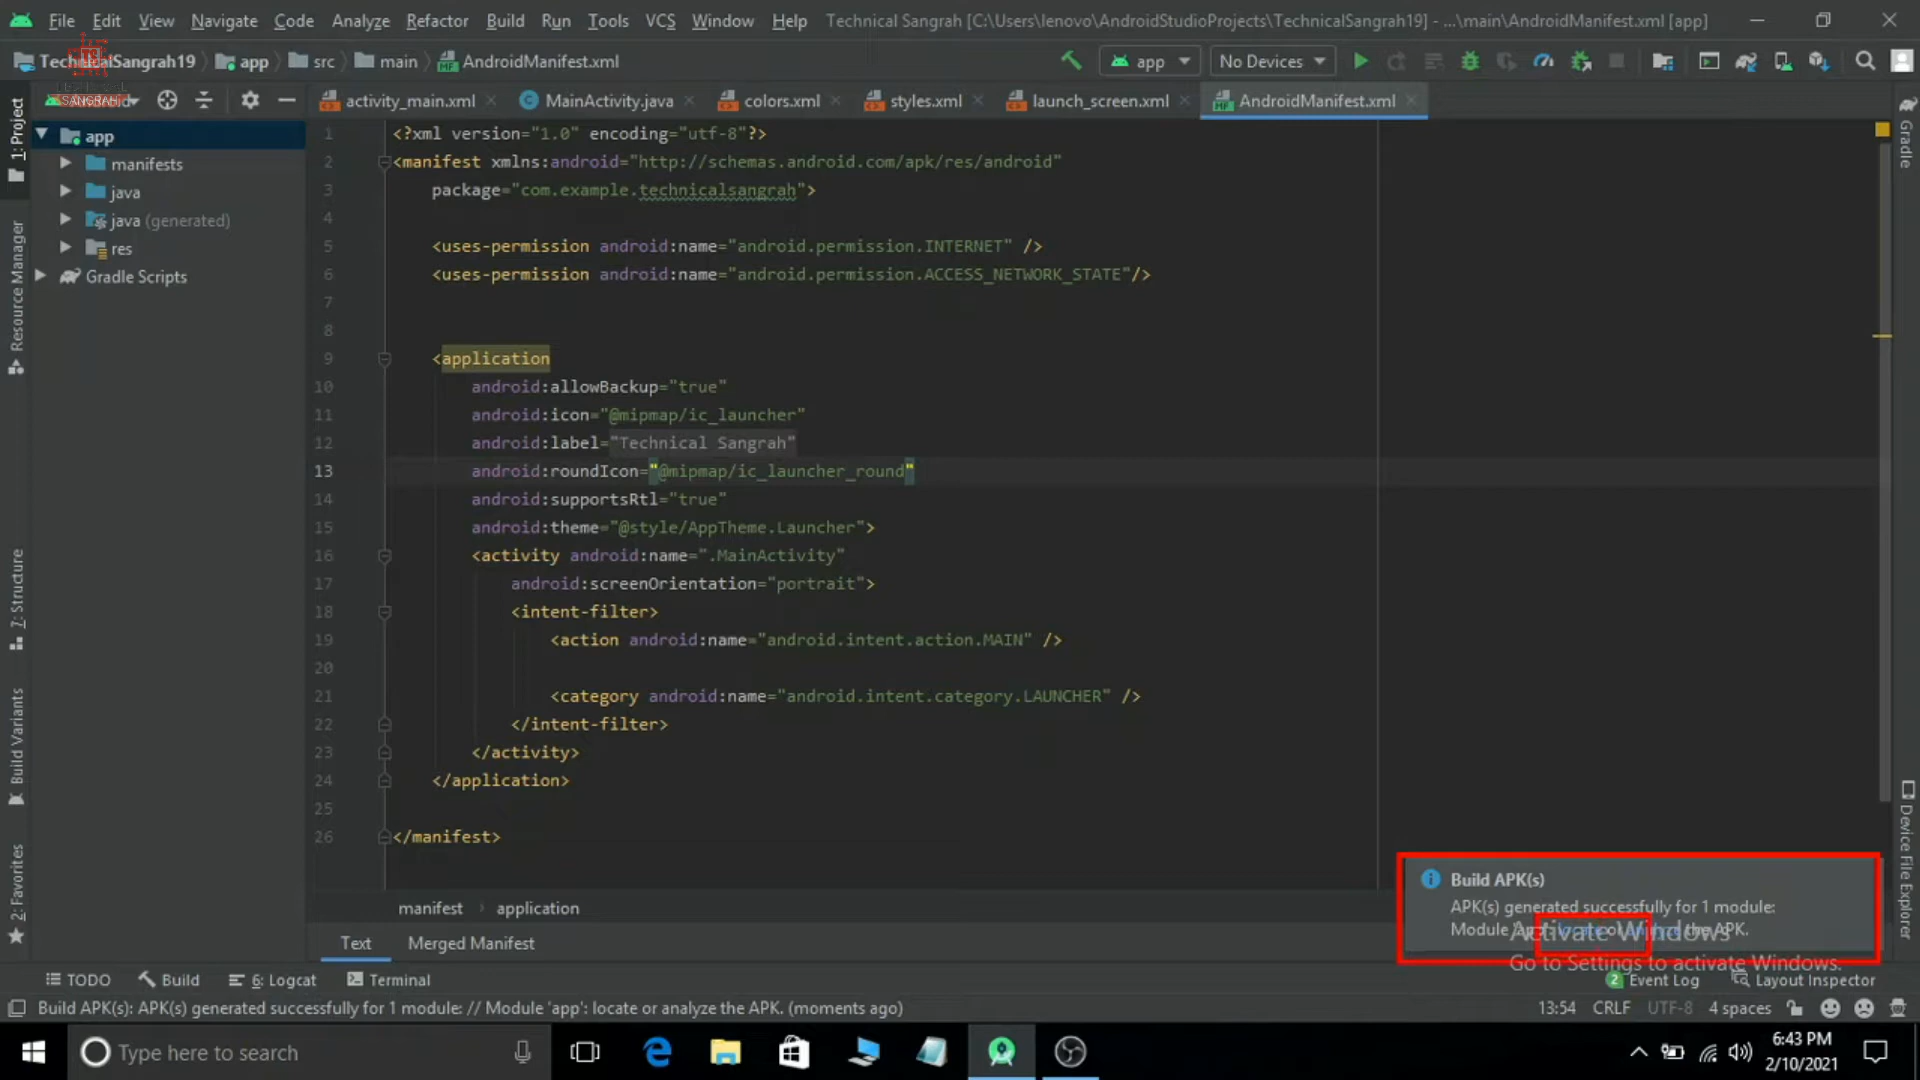 File Edit View Navigate Code Analyze Refactor Build Run Tools VCS Window Help Technical Sangrah [C:\Users\lenovo\AndroidStudioProjects\TechnicalSangrah19] - ...\main\AndroidManifest.xml [app]
TechnicalSangrah19 app src main AndroidManifest.xml app No Devices
TS
SANGRAH
activity_main.xml MainActivity.java colors.xml styles.xml launch_screen.xml AndroidManifest.xml
1: Project
Resource Manager
7: Structure
Build Variants
2: Favorites
app
manifests
java
java (generated)
res
Gradle Scripts
1 <?xml version="1.0" encoding="utf-8"?>
2 <manifest xmlns:android="http://schemas.android.com/apk/res/android"
3 package="com.example.technicalsangrah">
4
5 <uses-permission android:name="android.permission.INTERNET" />
6 <uses-permission android:name="android.permission.ACCESS_NETWORK_STATE"/>
7
8
9 <application
10 android:allowBackup="true"
11 android:icon="@mipmap/ic_launcher"
12 android:label="Technical Sangrah"
13 android:roundIcon="@mipmap/ic_launcher_round"
14 android:supportsRtl="true"
15 android:theme="@style/AppTheme.Launcher">
16 <activity android:name=".MainActivity"
17 android:screenOrientation="portrait">
18 <intent-filter>
19 <action android:name="android.intent.action.MAIN" />
20
21 <category android:name="android.intent.category.LAUNCHER" />
22 </intent-filter>
23 </activity>
24 </application>
25
26 </manifest>
Gradle
Device File Explorer
Build APK(s)
APK(s) generated successfully for 1 module:
Module 'app': locate or analyze the APK.
Activate Windows
Go to Settings to activate Windows.
manifest application
Text Merged Manifest
TODO Build 6: Logcat Terminal 2 Event Log Layout Inspector
Build APK(s): APK(s) generated successfully for 1 module: // Module 'app': locate or analyze the APK. (moments ago) 13:54 CRLF UTF-8 4 spaces
Type here to search
6:43 PM
2/10/2021